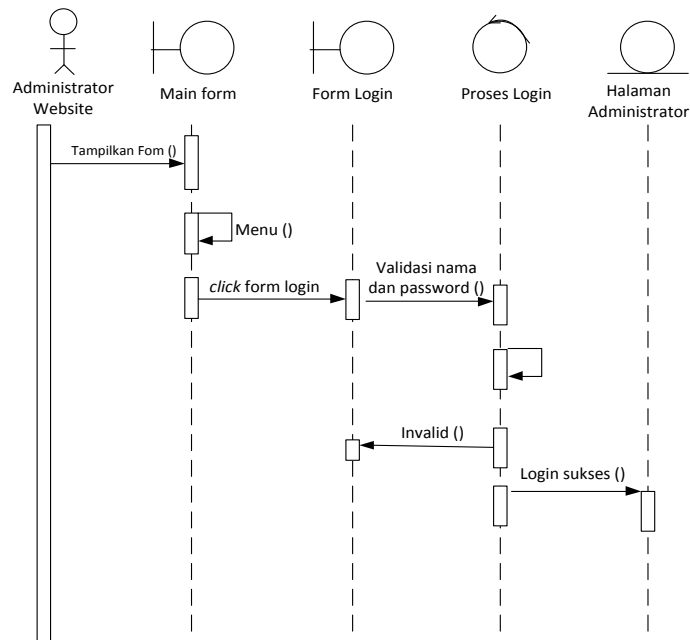 Administrator
Website
Main form
Form Login
Proses Login
Halaman
Administrator
Tampilkan Fom ()
Menu ()
click form login
Validasi nama
dan password ()
Invalid ()
Login sukses ()